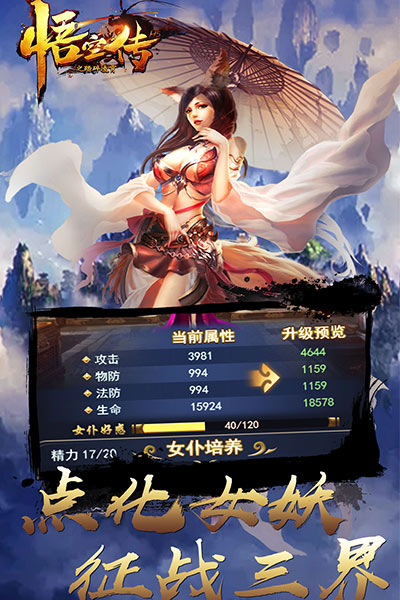 悟空传
当前属性 升级预览
攻击 3981 4644
物防 994 1159
法防 994 1159
生命 15924 18578
女仆好感 40/120
精力 17/20 女仆培养
点化女妖
征战三界